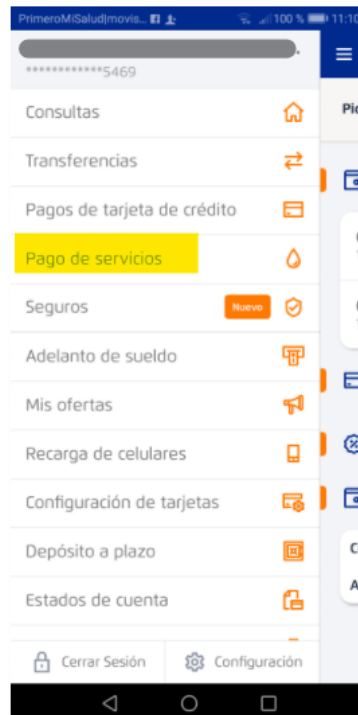 PrimeroMiSalud|movis... 100 % 11:10
************5469
Consultas
Transferencias
Pagos de tarjeta de crédito
Pago de servicios
Seguros Nuevo
Adelanto de sueldo
Mis ofertas
Recarga de celulares
Configuración de tarjetas
Depósito a plazo
Estados de cuenta
Cerrar Sesión Configuración